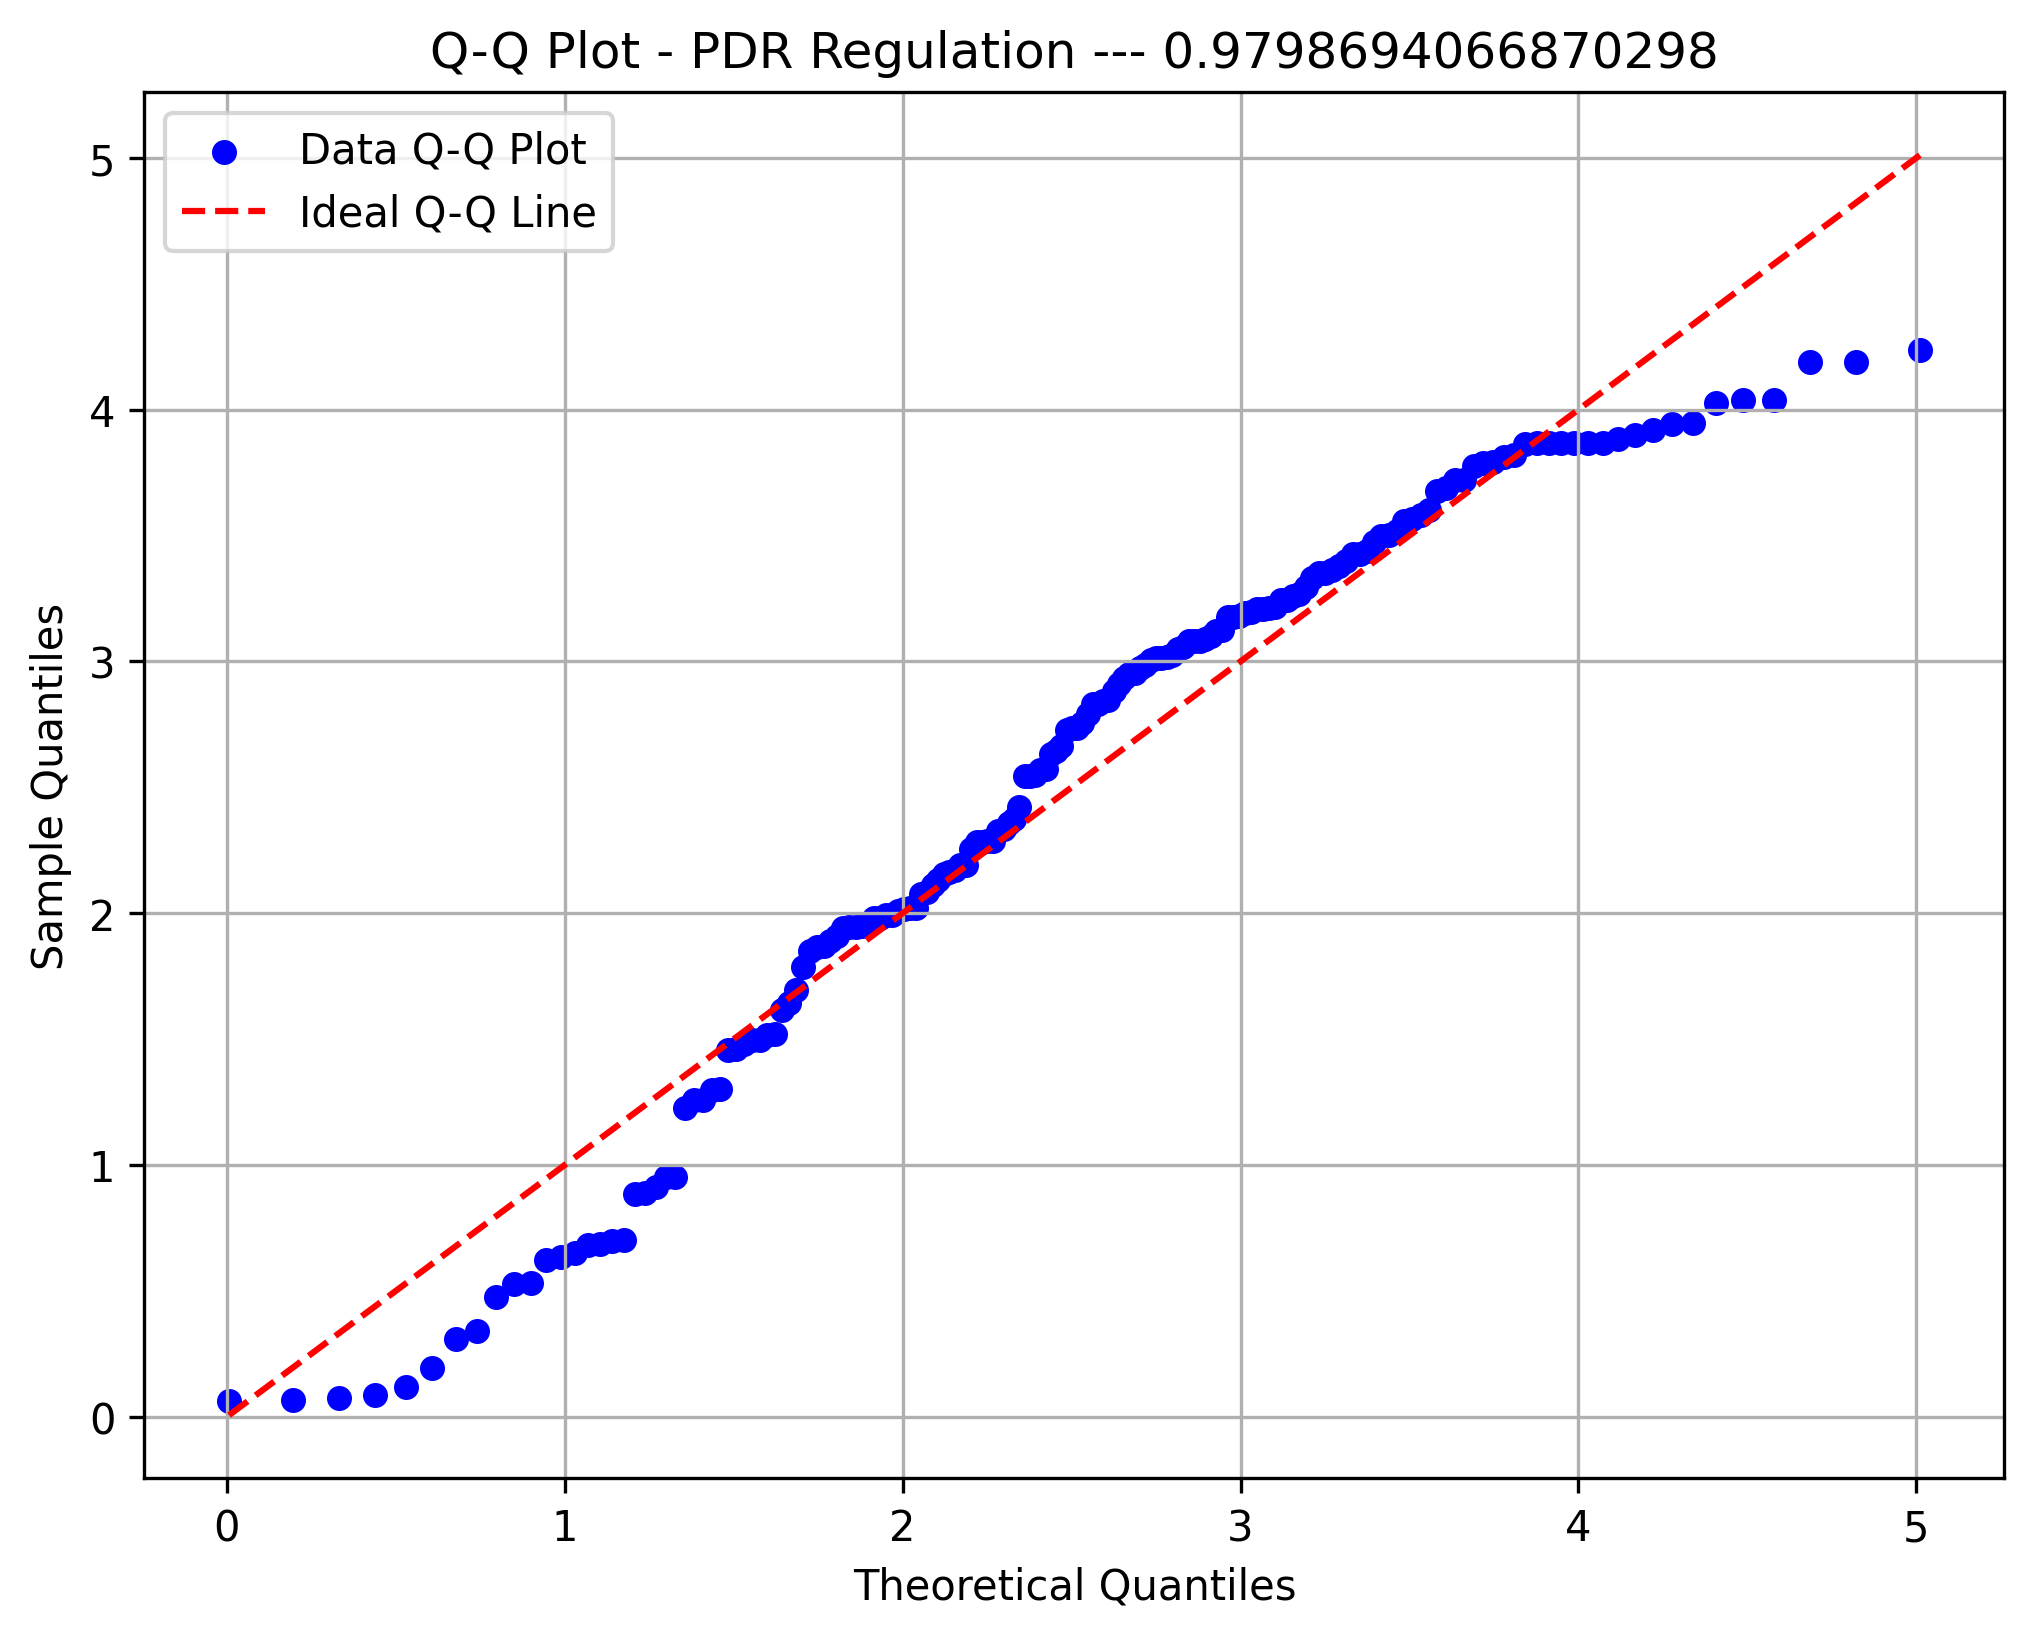 Q-Q Plot - PDR Regulation --- 0.9798694066870298
Data Q-Q Plot
Ideal Q-Q Line
5
4
3
2
1
0
Sample Quantiles
0 1 2 3 4 5
Theoretical Quantiles